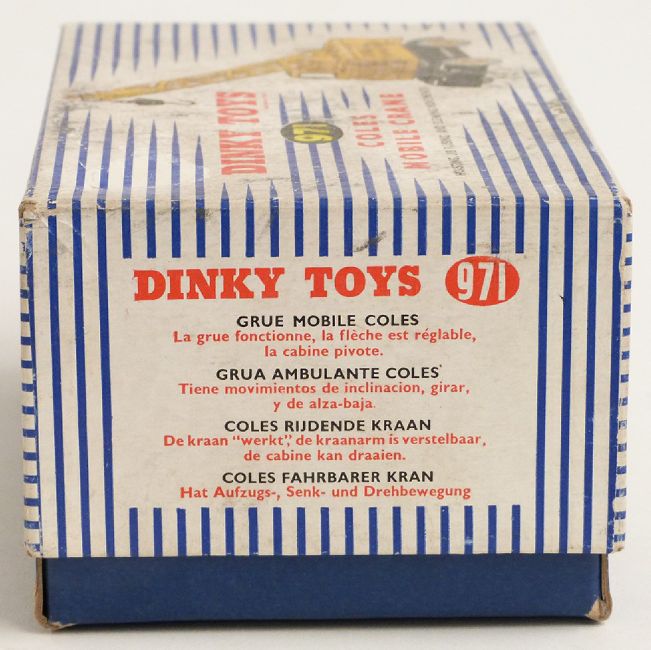 DINKY TOYS
971
COLES
MOBILE CRANE
DINKY TOYS 971
GRUE MOBILE COLES
La grue fonctionne, la flèche est réglable,
la cabine pivote.
GRUA AMBULANTE COLES
Tiene movimientos de inclinacion, girar,
y de alza-baja.
COLES RIJDENDE KRAAN
De kraan "werkt", de kraanarm is verstelbaar,
de cabine kan draaien.
COLES FAHRBARER KRAN
Hat Aufzugs-, Senk- und Drehbewegung